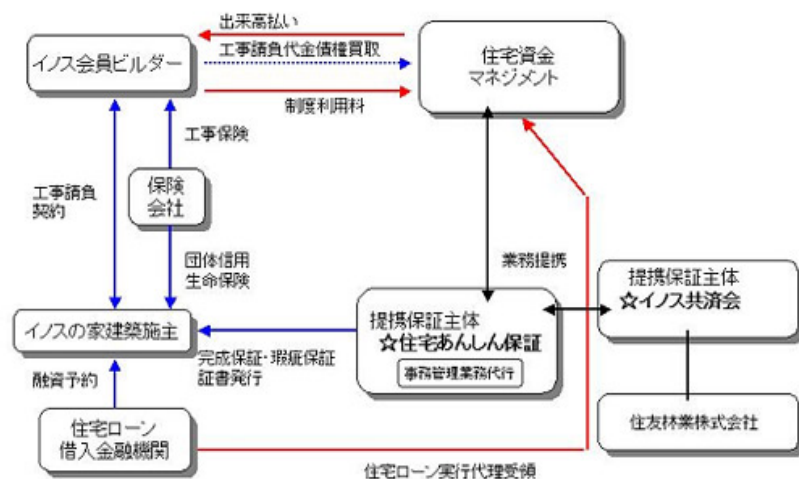 出来高払い
イノス会員ビルダー
工事請負代金債権買取
住宅資金
マネジメント
制度利用料
工事保険
工事請負
契約
保険
会社
団体信用
生命保険
業務提携
提携保証主体
☆イノス共済会
イノスの家建築施主
提携保証主体
☆住宅あんしん保証
事務管理業務代行
完成保証・瑕疵保証
証書発行
融資予約
住宅ローン
借入金融機関
住友林業株式会社
住宅ローン実行代理受領